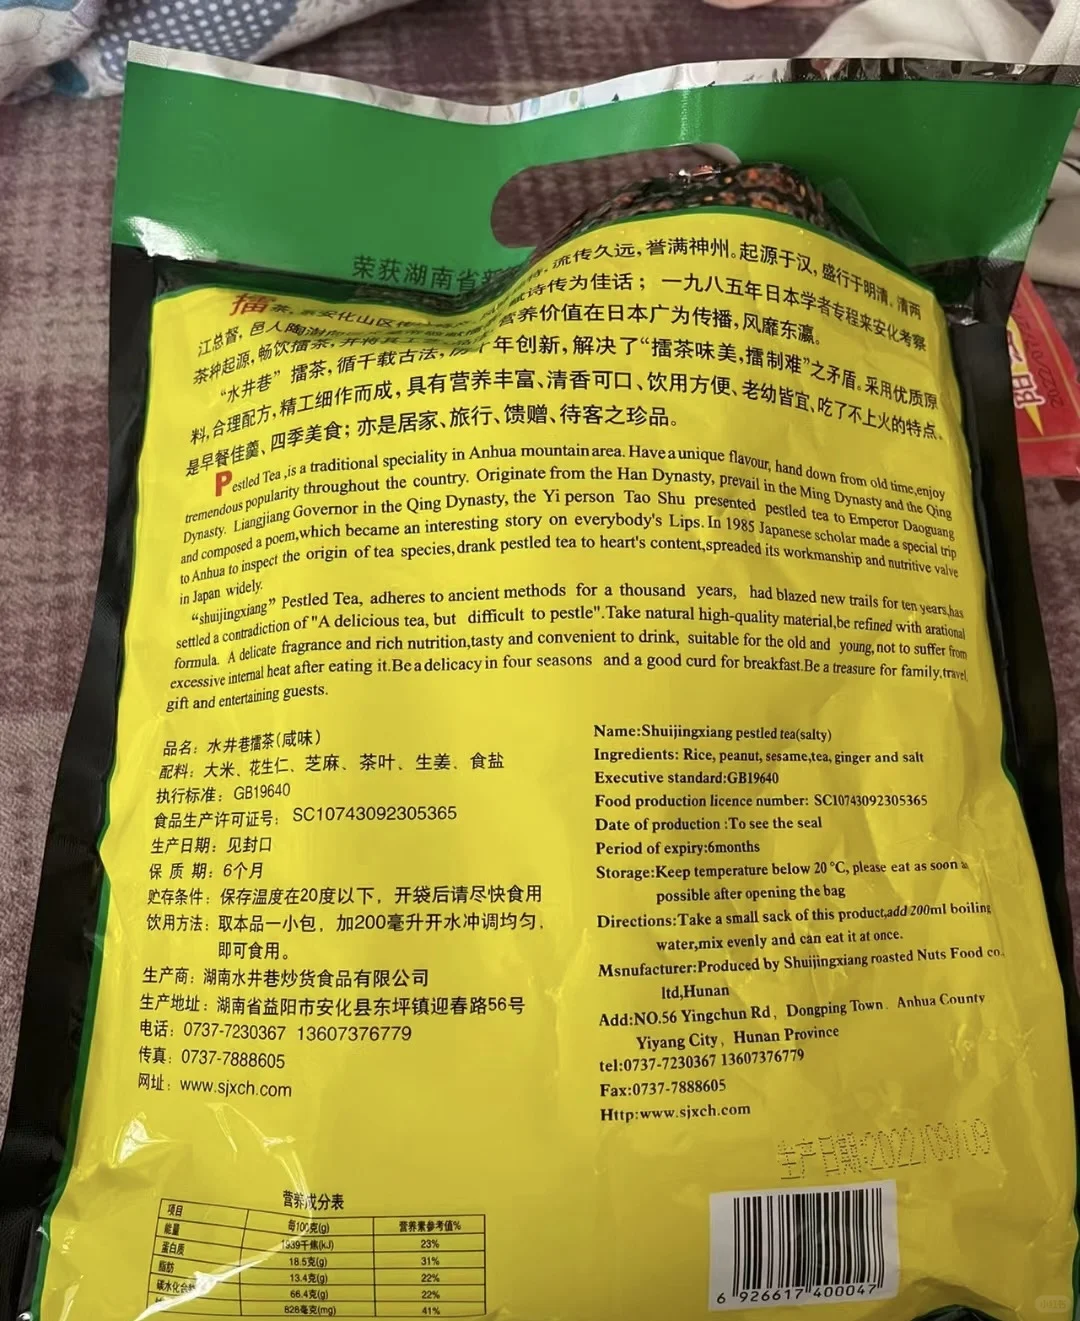 荣获湖南省新
擂茶,
流传久远,誉满神州。起源于汉,盛行于明清。清两
江总督,邑人陶澍
诗传为佳话;一九八五年日本学者专程来安化考察
茶种起源,畅饮擂茶,并将其
营养价值在日本广为传播,风靡东瀛。
“水井巷”擂茶,循千载古法,历十年创新,解决了“擂茶味美,擂制难”之矛盾。采用优质原
料,合理配方,精工细作而成,具有营养丰富、清香可口、饮用方便、老幼皆宜、吃了不上火的特点。
是早餐佳羹、四季美食;亦是居家、旅行、馈赠、待客之珍品。
Pestled Tea ,is a traditional speciality in Anhua mountain area. Have a unique flavour, hand down from old time,enjoy
tremendous popularity throughout the country. Originate from the Han Dynasty, prevail in the Ming Dynasty and the Qing
Dynasty. Liangjiang Governor in the Qing Dynasty, the Yi person Tao Shu presented pestled tea to Emperor Daoguang
and composed a poem,which became an interesting story on everybody's Lips. In 1985 Japanese scholar made a special trip
to Anhua to inspect the origin of tea species,drank pestled tea to heart's content,spreaded its workmanship and nutritive valve
in Japan widely.
“shuijingxiang” Pestled Tea, adheres to ancient methods for a thousand years, had blazed new trails for ten years,has
settled a contradiction of "A delicious tea, but difficult to pestle".Take natural high-quality material,be refined with arational
formula. A delicate fragrance and rich nutrition,tasty and convenient to drink, suitable for the old and young,not to suffer from
excessive internal heat after eating it.Be a delicacy in four seasons and a good curd for breakfast.Be a treasure for family,travel,
gift and entertaining guests.
品名:水井巷擂茶(咸味)
配料:大米、花生仁、芝麻、茶叶、生姜、食盐
执行标准:GB19640
食品生产许可证号:SC10743092305365
生产日期:见封口
保 质 期:6个月
贮存条件:保存温度在20度以下,开袋后请尽快食用
饮用方法:取本品一小包,加200毫升开水冲调均匀,
即可食用。
生产商:湖南水井巷炒货食品有限公司
生产地址:湖南省益阳市安化县东坪镇迎春路56号
电话:0737-7230367 13607376779
传真:0737-7888605
网址:www.sjxch.com
Name:Shuijingxiang pestled tea(salty)
Ingredients: Rice, peanut, sesame,tea, ginger and salt
Executive standard:GB19640
Food production licence number: SC10743092305365
Date of production :To see the seal
Period of expiry:6months
Storage:Keep temperature below 20℃, please eat as soon a
possible after opening the bag
Directions:Take a small sack of this product,add 200ml boiling
water,mix evenly and can eat it at once.
Msnufacturer:Produced by Shuijingxiang roasted Nuts Food co.,
ltd,Hunan
Add:NO.56 Yingchun Rd, Dongping Town, Anhua County
Yiyang City, Hunan Province
tel:0737-7230367 13607376779
Fax:0737-7888605
Http:www.sjxch.com
生产日期:2022/09/09
营养成分表
项目 每100克(g) 营养素参考值%
能量 1939千焦(kJ) 23%
蛋白质 18.5克(g) 31%
脂肪 13.4克(g) 22%
碳水化合 66.4克(g) 22%
828毫克(mg) 41%
6 926617 400047